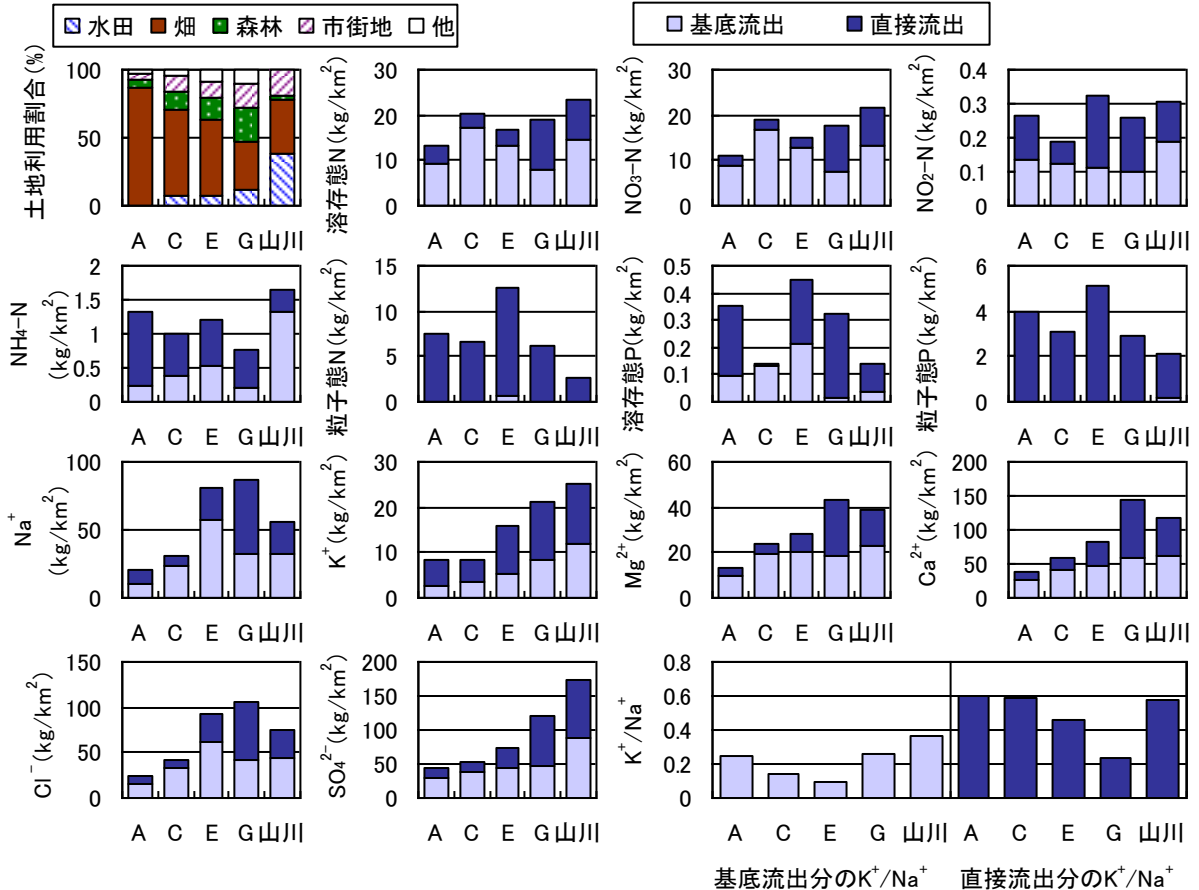 水田 畑 森林 市街地 他
基底流出 直接流出
土地利用割合(%)
100
50
0
A C E G 山川
溶存態N(kg/km²)
30
20
10
0
A C E G 山川
NO₃-N(kg/km²)
30
20
10
0
A C E G 山川
NO₂-N(kg/km²)
0.4
0.3
0.2
0.1
0
A C E G 山川
NH₄-N
(kg/km²)
2
1.5
1
0.5
0
A C E G 山川
粒子態N(kg/km²)
15
10
5
0
A C E G 山川
溶存態P(kg/km²)
0.5
0.4
0.3
0.2
0.1
0
A C E G 山川
粒子態P(kg/km²)
6
4
2
0
A C E G 山川
Na⁺
(kg/km²)
100
50
0
A C E G 山川
K⁺(kg/km²)
30
20
10
0
A C E G 山川
Mg²⁺(kg/km²)
60
40
20
0
A C E G 山川
Ca²⁺(kg/km²)
200
150
100
50
0
A C E G 山川
Cl⁻(kg/km²)
150
100
50
0
A C E G 山川
SO₄²⁻(kg/km²)
200
150
100
50
0
A C E G 山川
K⁺/Na⁺
0.8
0.6
0.4
0.2
0
A C E G 山川 A C E G 山川
基底流出分のK⁺/Na⁺ 直接流出分のK⁺/Na⁺